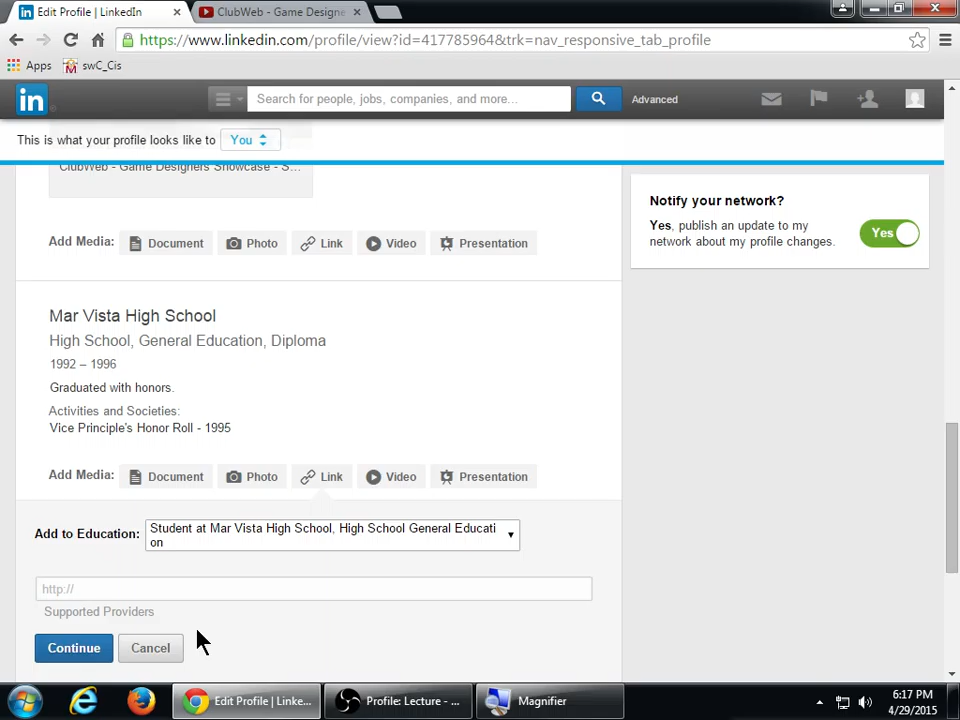 Edit Profile | LinkedIn
ClubWeb - Game Designe
https://www.linkedin.com/profile/view?id=417785964&trk=nav_responsive_tab_profile
Apps
swC_Cis
in
Search for people, jobs, companies, and more...
Advanced
This is what your profile looks like to
You
ClubWeb - Game Designers Showcase - S...
Notify your network?
Yes, publish an update to my
network about my profile changes.
Yes
Add Media:
Document
Photo
Link
Video
Presentation
Mar Vista High School
High School, General Education, Diploma
1992 – 1996
Graduated with honors.
Activities and Societies:
Vice Principle's Honor Roll - 1995
Add Media:
Document
Photo
Link
Video
Presentation
Add to Education:
Student at Mar Vista High School, High School General Educati
on
http://
Supported Providers
Continue
Cancel
Edit Profile | Linke...
Profile: Lecture - ...
Magnifier
6:17 PM
4/29/2015